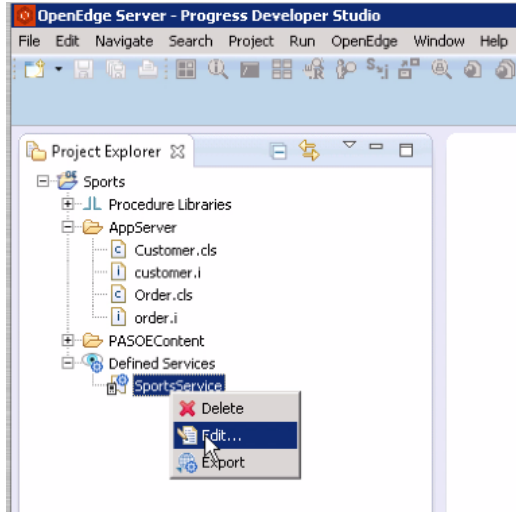 OpenEdge Server - Progress Developer Studio
File Edit Navigate Search Project Run OpenEdge Window Help
Project Explorer
Sports
Procedure Libraries
AppServer
Customer.cls
customer.i
Order.cls
order.i
PASOEContent
Defined Services
SportsService
Delete
Edit...
Export